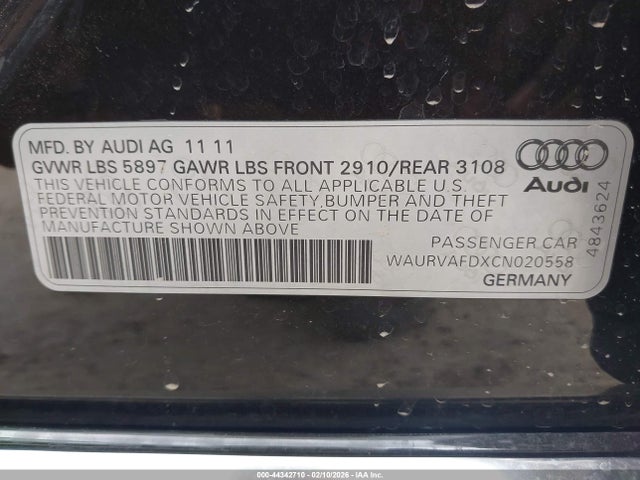 MFD. BY AUDI AG 11 11
GVWR LBS 5897 GAWR LBS FRONT 2910/REAR 3108
THIS VEHICLE CONFORMS TO ALL APPLICABLE U.S.
FEDERAL MOTOR VEHICLE SAFETY, BUMPER AND THEFT
PREVENTION STANDARDS IN EFFECT ON THE DATE OF
MANUFACTURE SHOWN ABOVE
Audi
4843624
PASSENGER CAR
WAURVAFDXCN020558
GERMANY
000-44342710 - 02/10/2026 - IAA Inc.